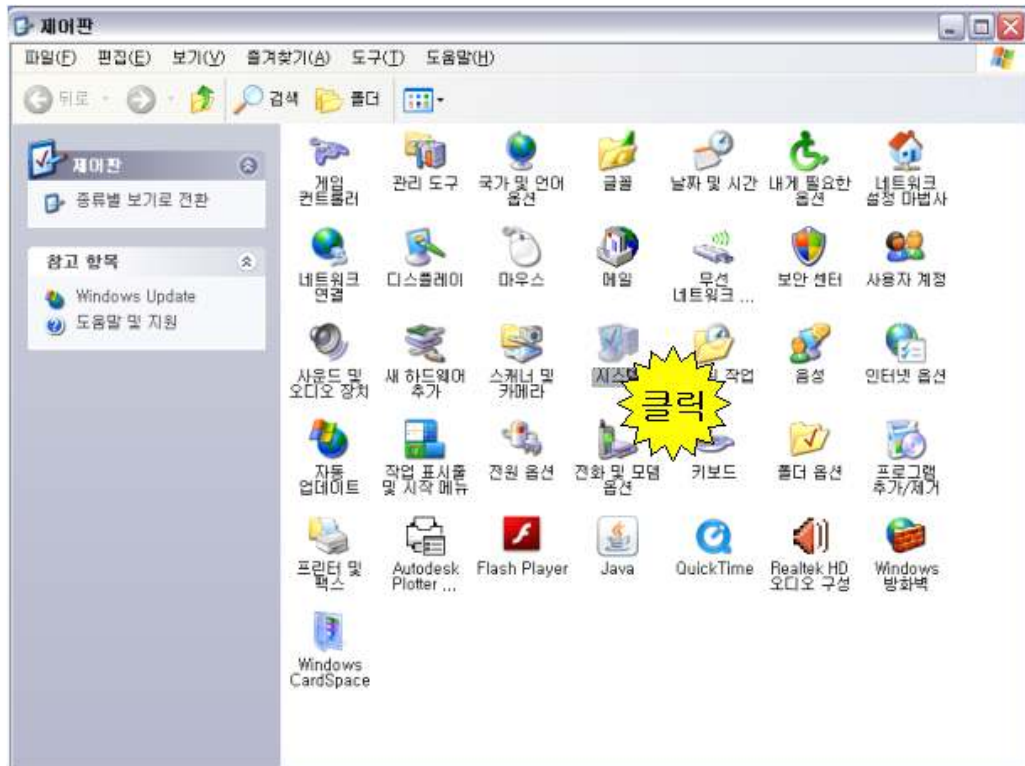 제어판
파일(F) 편집(E) 보기(V) 즐겨찾기(A) 도구(T) 도움말(H)
뒤로 검색 폴더
제어판
종류별 보기로 전환
참고 항목
Windows Update
도움말 및 지원
게임
컨트롤러
관리 도구
국가 및 언어
옵션
글꼴
날짜 및 시간
내게 필요한
옵션
네트워크
설정 마법사
네트워크
연결
디스플레이
마우스
메일
무선
네트워크 ...
보안 센터
사용자 계정
사운드 및
오디오 장치
새 하드웨어
추가
스캐너 및
카메라
시스
클릭
작업
음성
인터넷 옵션
자동
업데이트
작업 표시줄
및 시작 메뉴
전원 옵션
전화 및 모뎀
옵션
키보드
폴더 옵션
프로그램
추가/제거
프린터 및
팩스
Autodesk
Plotter ...
Flash Player
Java
QuickTime
Realtek HD
오디오 구성
Windows
방화벽
Windows
CardSpace